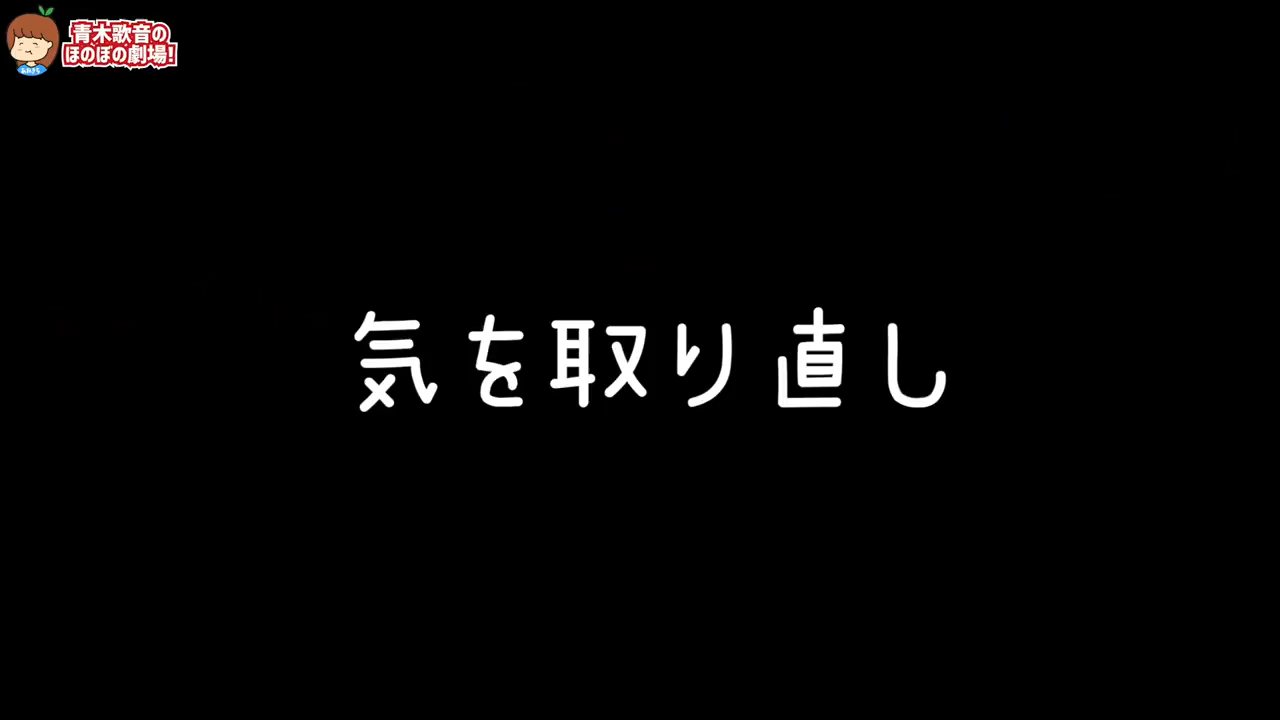 青木歌音の
ほのぼの劇場!
気を取り直し